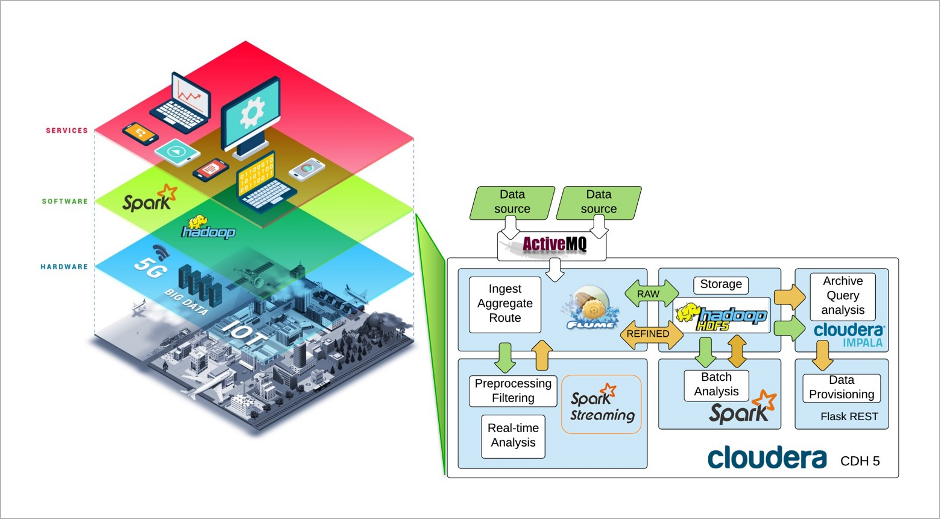 SERVICES
SOFTWARE
HARDWARE
Spark
hadoop
5G
BIG DATA
IOT
Data
source
Data
source
ActiveMQ
Ingest
Aggregate
Route
FLUME
RAW
REFINED
Storage
hadoop
HDFS
Archive
Query
analysis
cloudera
IMPALA
Preprocessing
Filtering
Real-time
Analysis
Spark
Streaming
Batch
Analysis
Spark
Data
Provisioning
Flask REST
cloudera
CDH 5